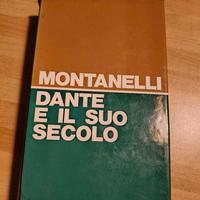 MONTANELLI
DANTE
E IL SUO
SECOLO